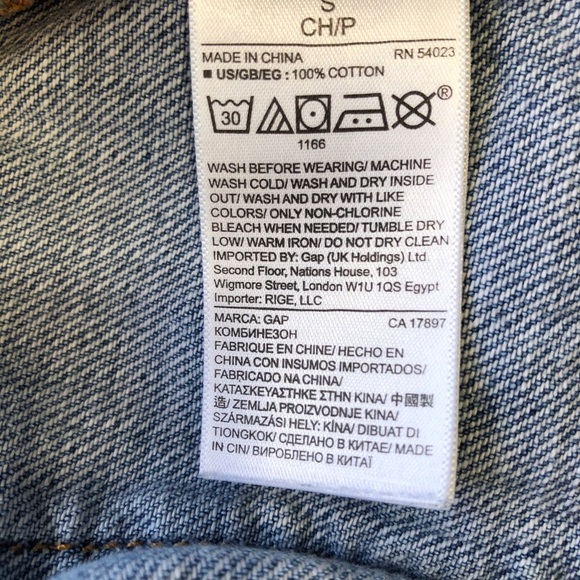 S
CH/P
MADE IN CHINA RN 54023
■ US/GB/EG : 100% COTTON
30 ®
1166
WASH BEFORE WEARING/ MACHINE
WASH COLD/ WASH AND DRY INSIDE
OUT/ WASH AND DRY WITH LIKE
COLORS/ ONLY NON-CHLORINE
BLEACH WHEN NEEDED/ TUMBLE DRY
LOW/ WARM IRON/ DO NOT DRY CLEAN
IMPORTED BY: Gap (UK Holdings) Ltd.
Second Floor, Nations House, 103
Wigmore Street, London W1U 1QS Egypt
Importer: RIGE, LLC
MARCA: GAP CA 17897
КОМБИНЕЗОН
FABRIQUE EN CHINE/ HECHO EN
CHINA CON INSUMOS IMPORTADOS/
FABRICADO NA CHINA/
ΚΑΤΑΣΚΕΥΑΣΤΗΚΕ ΣΤΗΝ ΚΙΝΑ/ 中國製
造/ ZEMLJA PROIZVODNJE KINA/
SZÁRMAZÁSI HELY: KÍNA/ DIBUAT DI
TIONGKOK/ СДЕЛАНО В КИТАЕ/ MADE
IN CIN/ ВИРОБЛЕНО В КИТАЇ